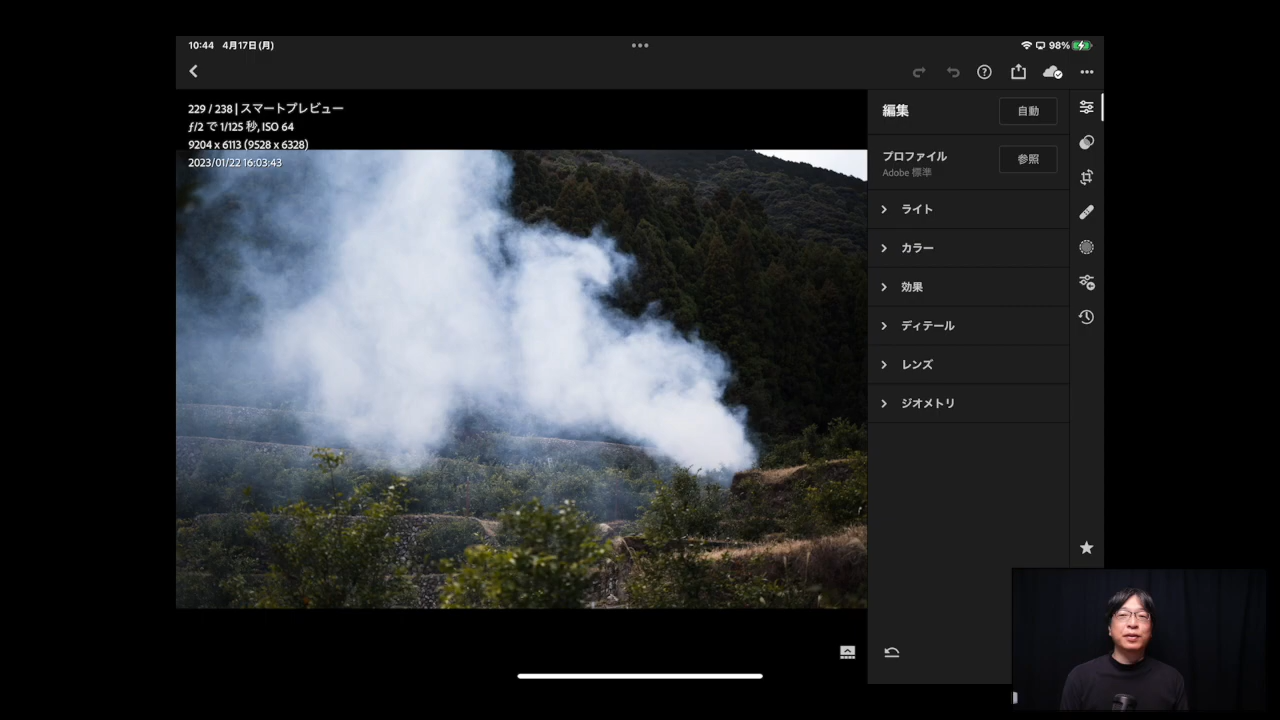 10:44 4月17日(月)
98%
229 / 238 | スマートプレビュー
ƒ/2 で 1/125 秒, ISO 64
9204 x 6113 (9528 x 6328)
2023/01/22 16:03:43
編集
自動
プロファイル
参照
Adobe 標準
ライト
カラー
効果
ディテール
レンズ
ジオメトリ